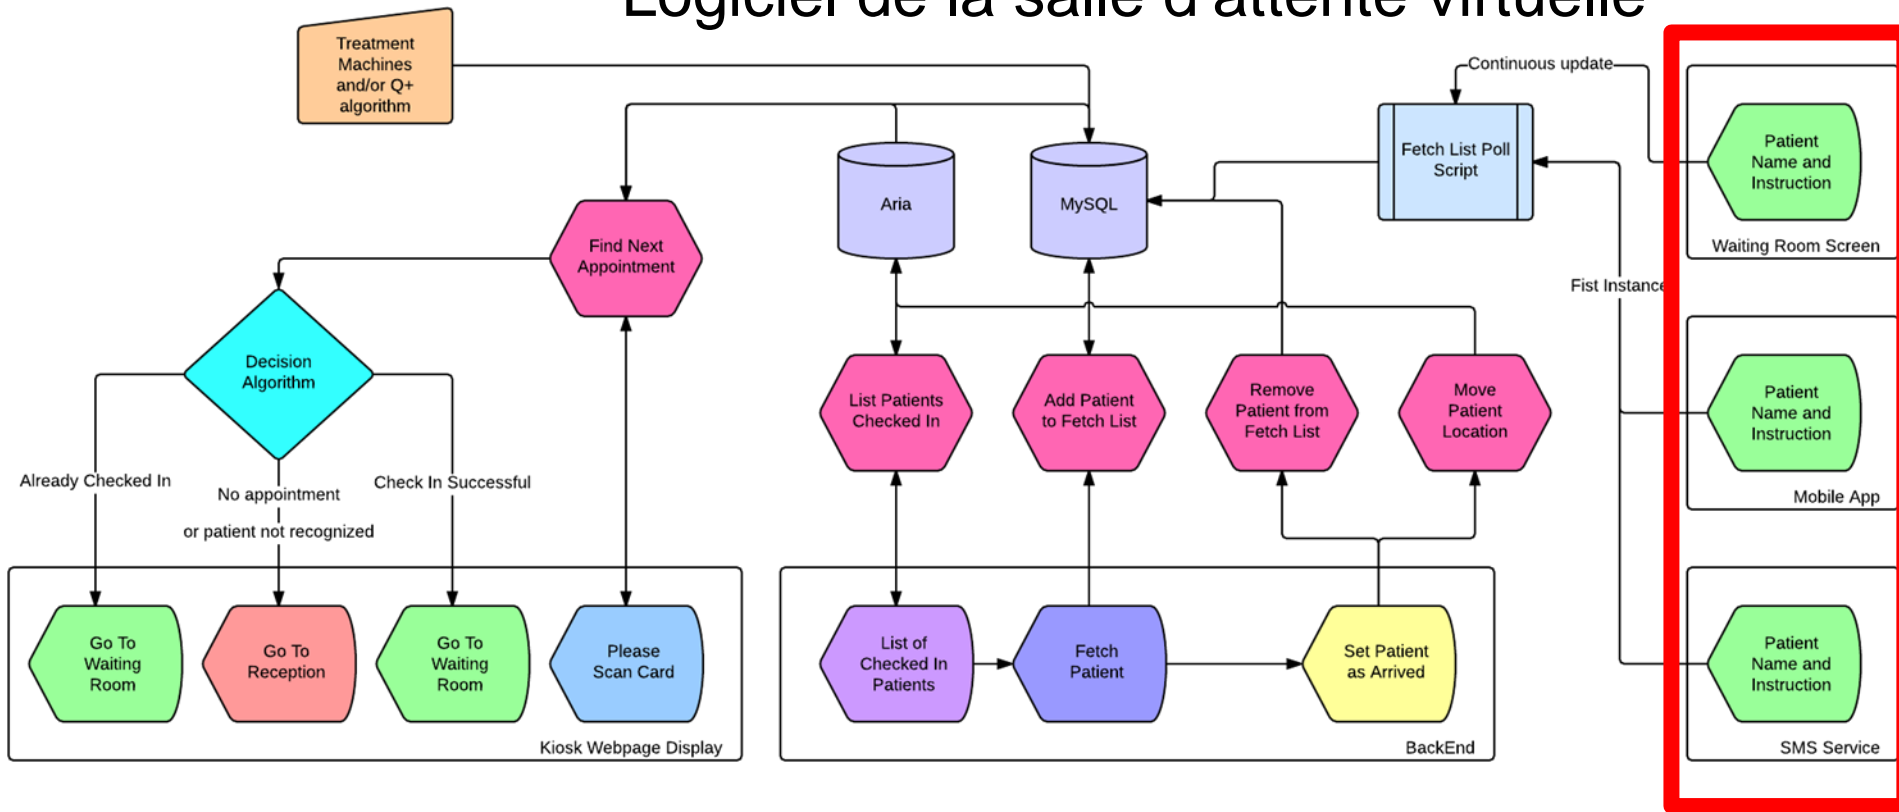 Logiciel de la salle d'attente virtuelle
Treatment
Machines
and/or Q+
algorithm
Continuous update
Patient
Name and
Instruction
Waiting Room Screen
Fetch List Poll
Script
Aria
MySQL
Find Next
Appointment
Fist Instance
Decision
Algorithm
List Patients
Checked In
Add Patient
to Fetch List
Remove
Patient from
Fetch List
Move
Patient
Location
Patient
Name and
Instruction
Mobile App
Already Checked In
No appointment
or patient not recognized
Check In Successful
Go To
Waiting
Room
Go To
Reception
Go To
Waiting
Room
Please
Scan Card
Kiosk Webpage Display
List of
Checked In
Patients
Fetch
Patient
Set Patient
as Arrived
BackEnd
Patient
Name and
Instruction
SMS Service